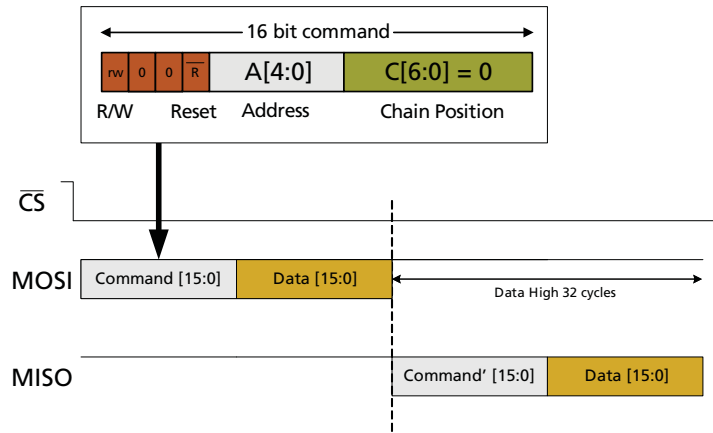 16 bit command
rw 0 0 R̅ A[4:0] C[6:0] = 0
R/W Reset Address Chain Position
C̅S̅
MOSI Command [15:0] Data [15:0]
Data High 32 cycles
MISO Command’ [15:0] Data [15:0]